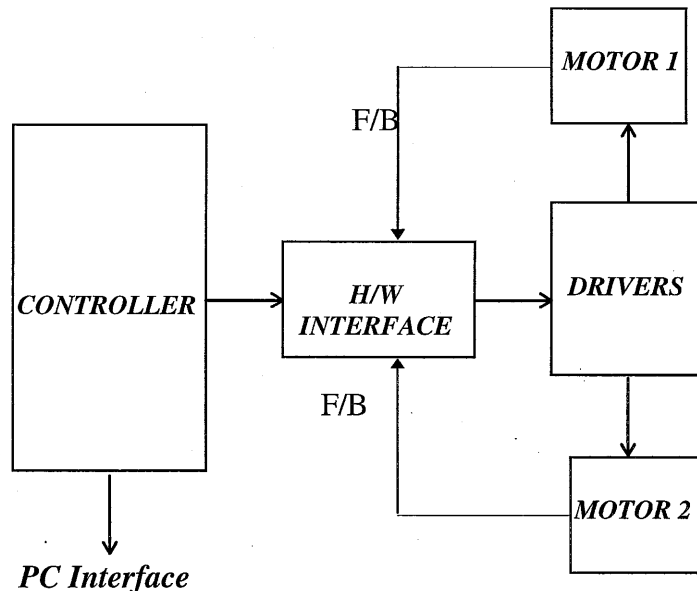 MOTOR 1
F/B
CONTROLLER
H/W
INTERFACE
DRIVERS
F/B
MOTOR 2
PC Interface